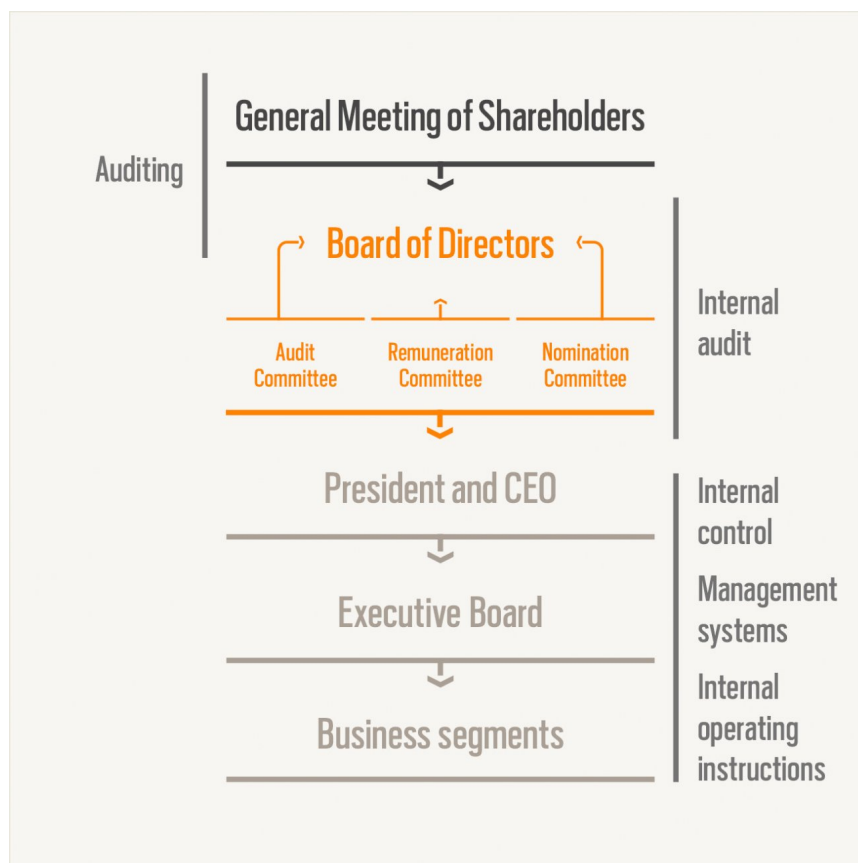 General Meeting of Shareholders
Auditing
Board of Directors
Internal
audit
Audit
Committee
Remuneration
Committee
Nomination
Committee
President and CEO
Internal
control
Executive Board
Management
systems
Business segments
Internal
operating
instructions